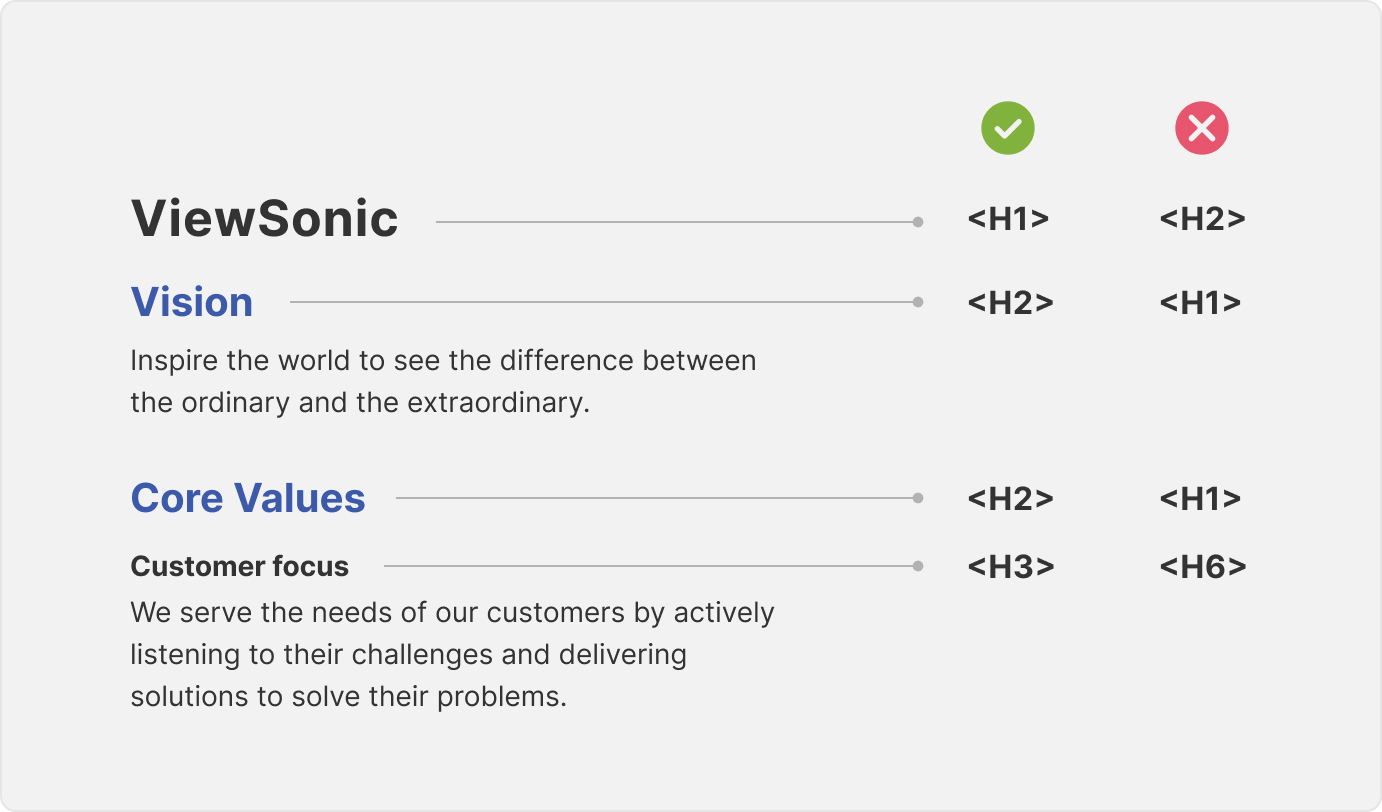 ViewSonic <H1> <H2>
Vision <H2> <H1>
Inspire the world to see the difference between
the ordinary and the extraordinary.
Core Values <H2> <H1>
Customer focus <H3> <H6>
We serve the needs of our customers by actively
listening to their challenges and delivering
solutions to solve their problems.